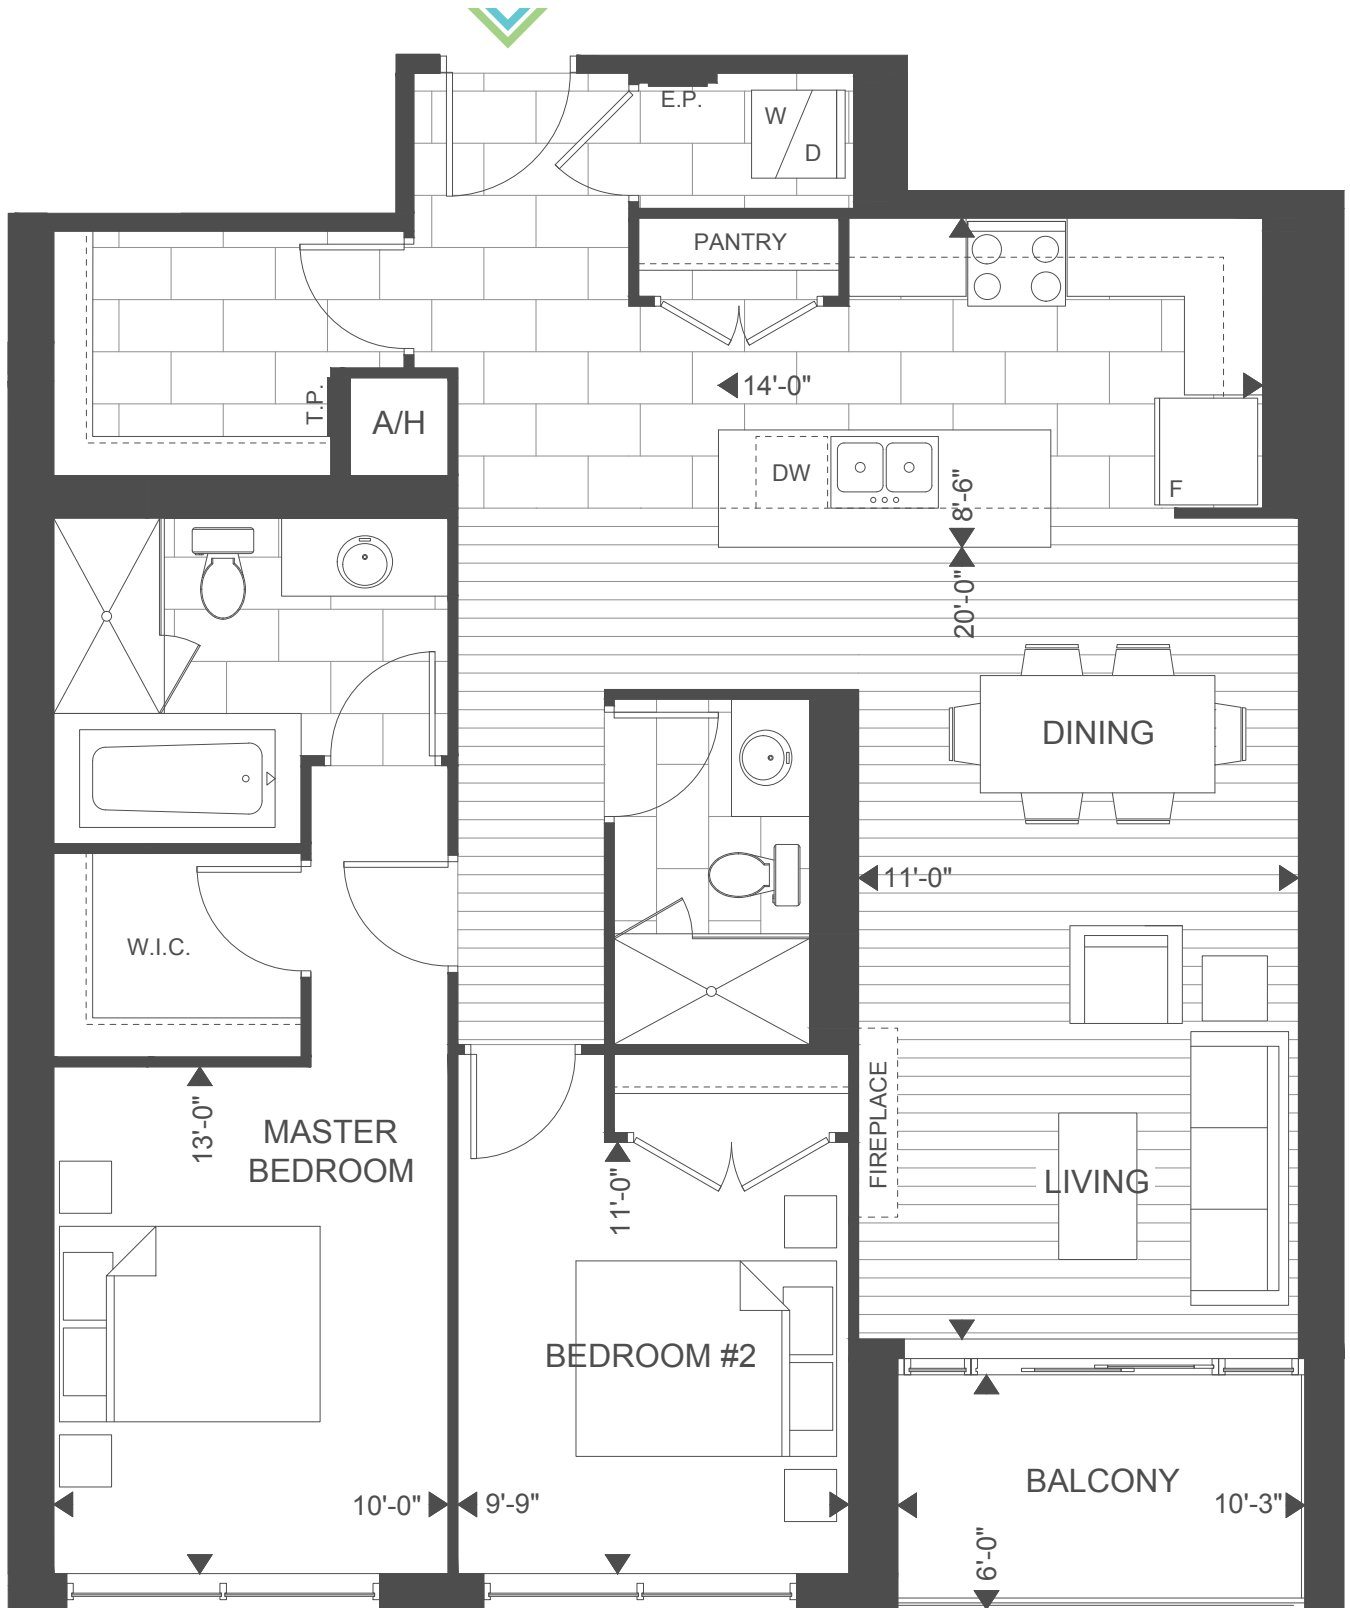 E.P.
W
D
PANTRY
14'-0"
T.P.
A/H
DW
8'-6"
F
20'-0"
DINING
11'-0"
W.I.C.
FIREPLACE
13'-0"
MASTER
BEDROOM
11'-0"
LIVING
BEDROOM #2
BALCONY
10'-0"
9'-9"
10'-3"
6'-0"